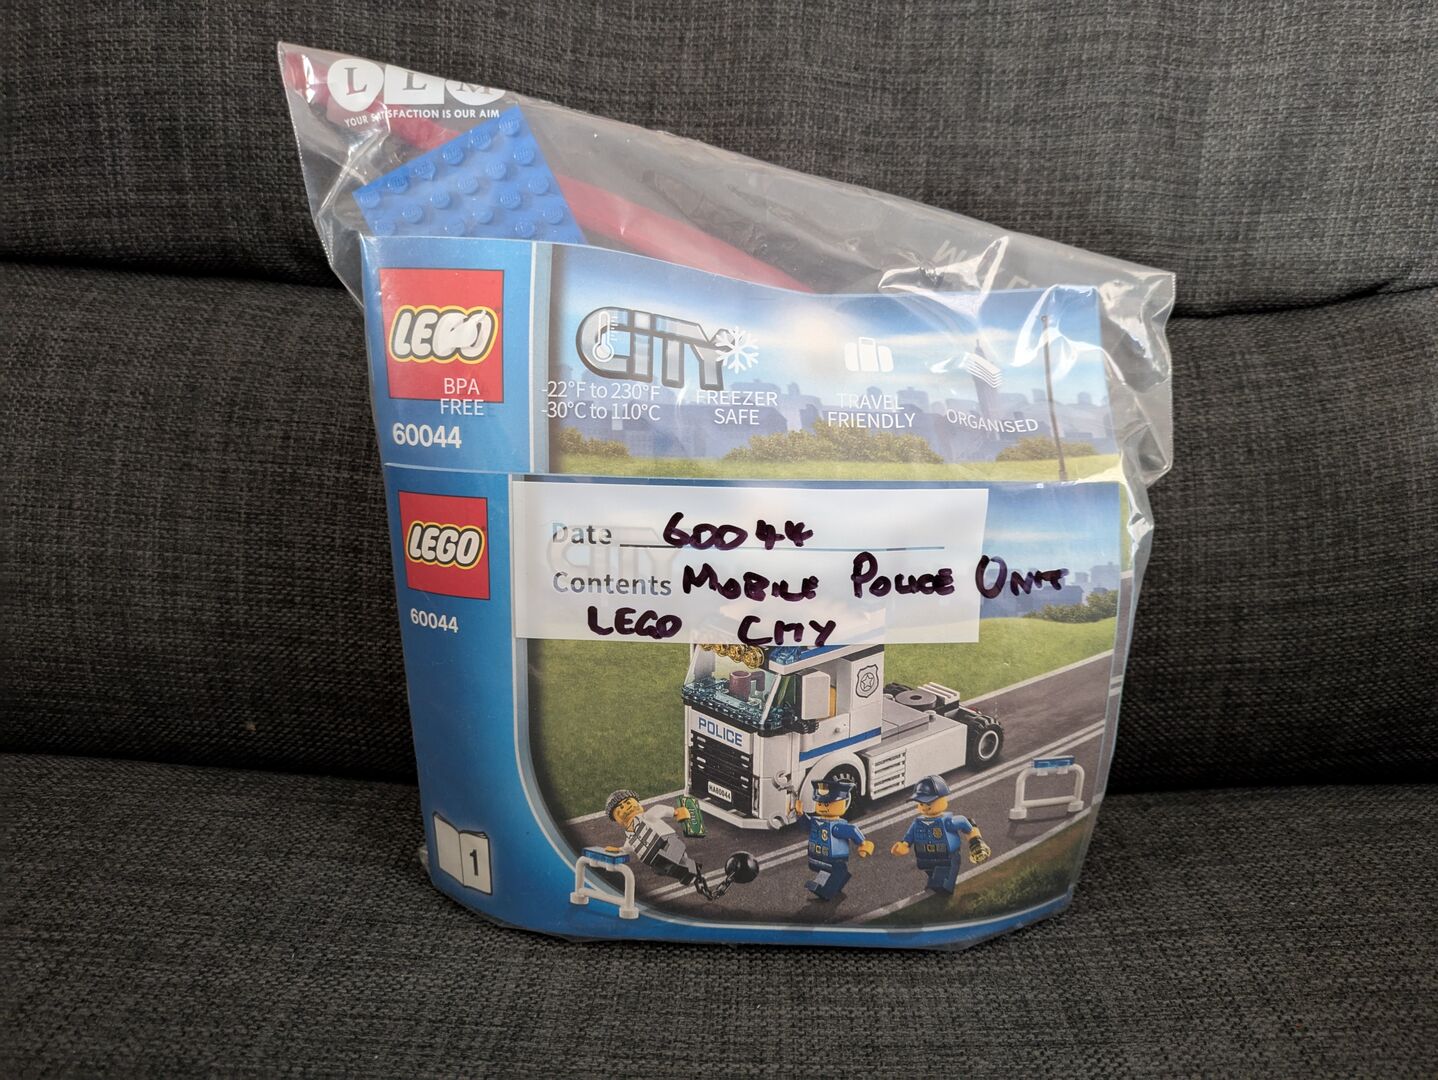 L L M
YOUR SATISFACTION IS OUR AIM
LEGO
CITY
BPA
FREE
-22°F to 230°F
-30°C to 110°C
FREEZER
SAFE
TRAVEL
FRIENDLY
ORGANISED
60044
LEGO
60044
Date 60044
Contents MOBILE POLICE UNIT
LEGO CITY
POLICE
HA60044
1